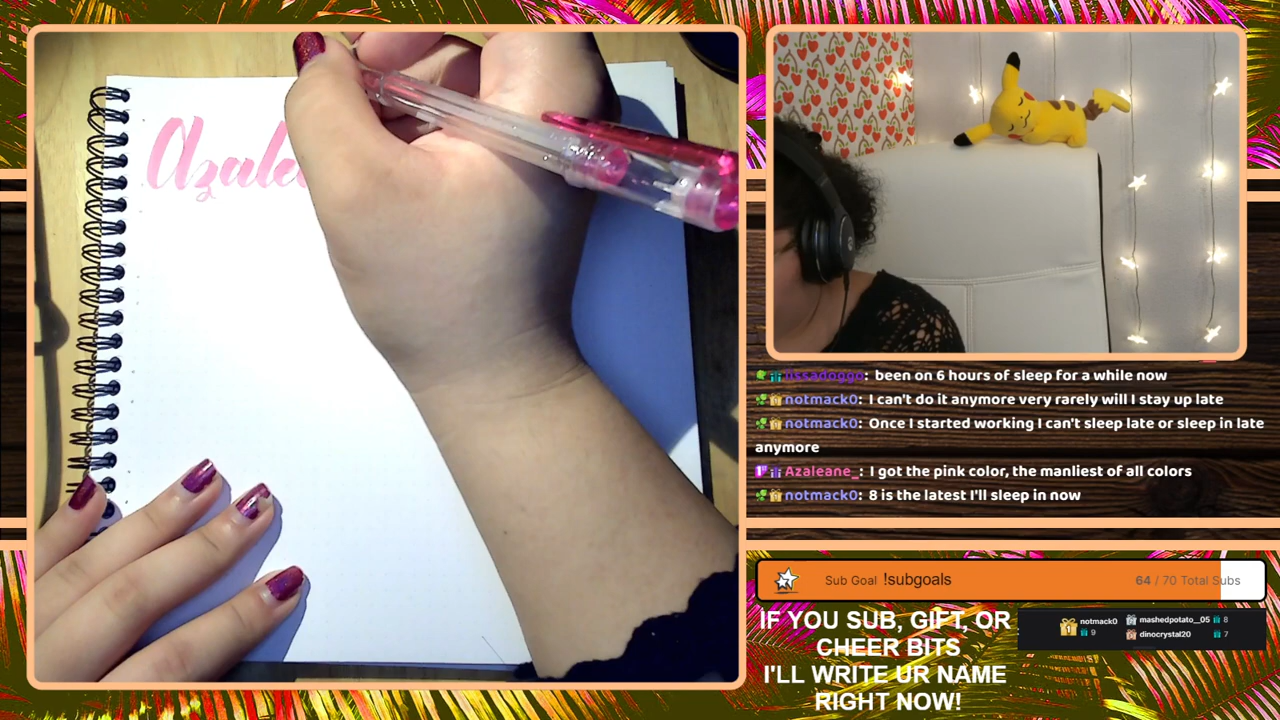 Azalea
iissadoggo: been on 6 hours of sleep for a while now
notmack0: I can't do it anymore very rarely will I stay up late
notmack0: Once I started working I can't sleep late or sleep in late
anymore
Azaleane_: I got the pink color, the manliest of all colors
notmack0: 8 is the latest I'll sleep in now
Sub Goal !subgoals 64 / 70 Total Subs
IF YOU SUB, GIFT, OR
CHEER BITS
I'LL WRITE UR NAME
RIGHT NOW!
notmack0 9
mashedpotato_05 8
dinocrystal20 7